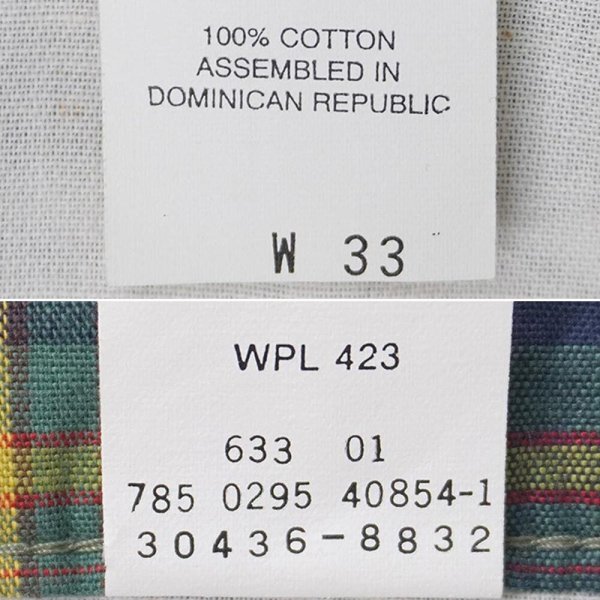 100% COTTON
ASSEMBLED IN
DOMINICAN REPUBLIC
W 33
WPL 423
633 01
785 0295 40854-1
30436-8832